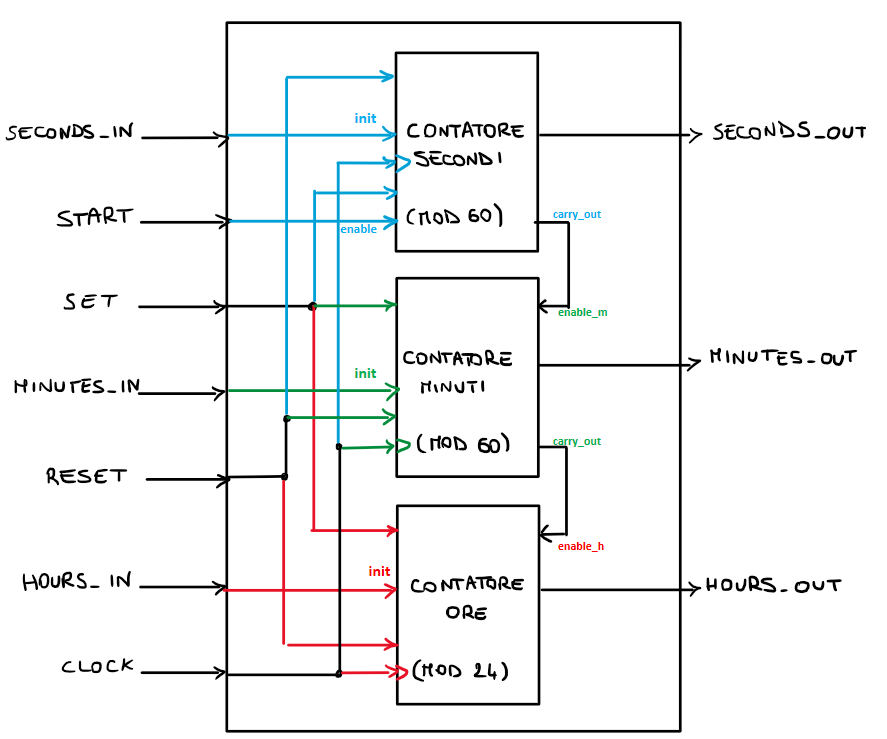 SECONDS_IN
START
SET
MINUTES_IN
RESET
HOURS_IN
CLOCK
init
CONTATORE
SECONDI
(MOD 60)
enable
carry_out
enable_m
init
CONTATORE
MINUTI
(MOD 60)
carry_out
enable_h
init
CONTATORE
ORE
(MOD 24)
SECONDS_OUT
MINUTES_OUT
HOURS_OUT